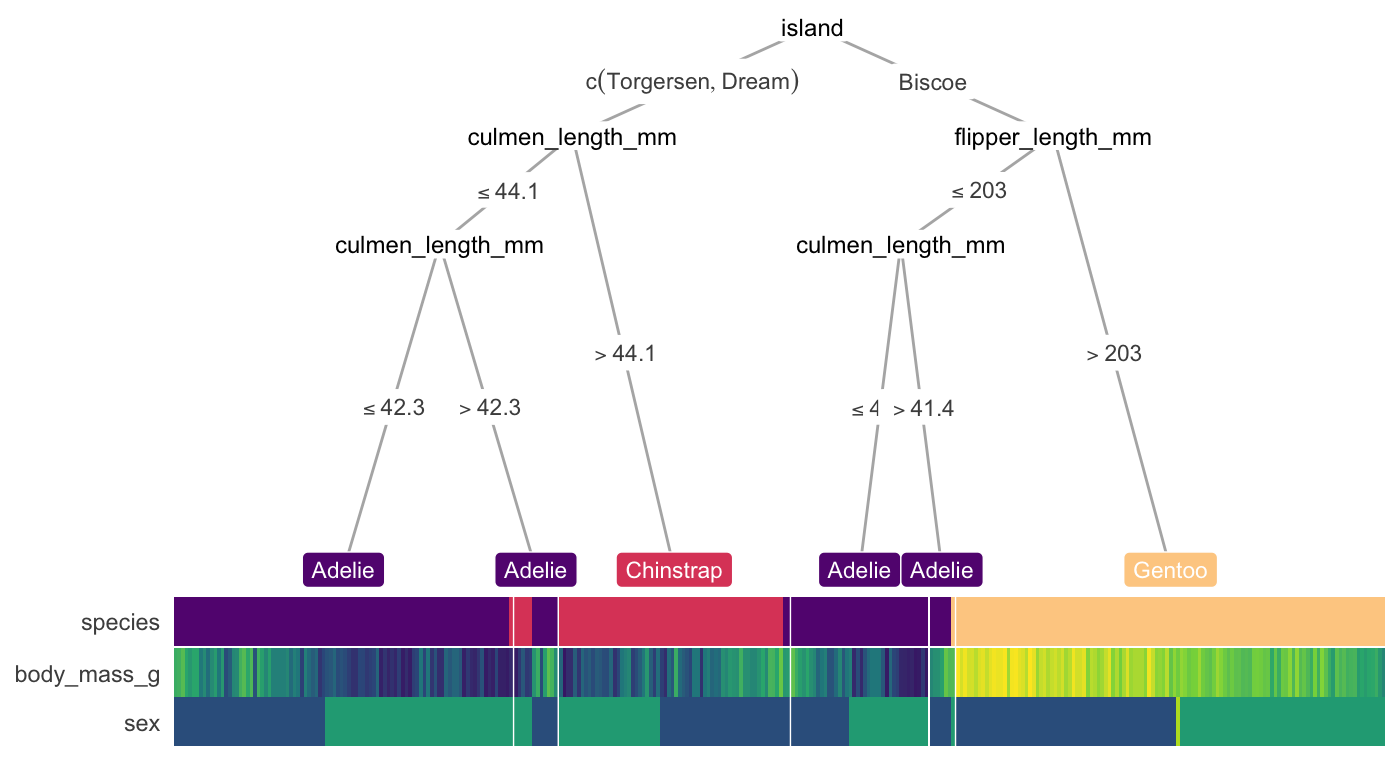 island
c(Torgersen, Dream) Biscoe
culmen_length_mm flipper_length_mm
≤ 44.1 ≤ 203
culmen_length_mm culmen_length_mm
> 44.1 > 203
≤ 42.3 > 42.3 ≤ 4 > 41.4
Adelie Adelie Chinstrap Adelie Adelie Gentoo
species
body_mass_g
sex